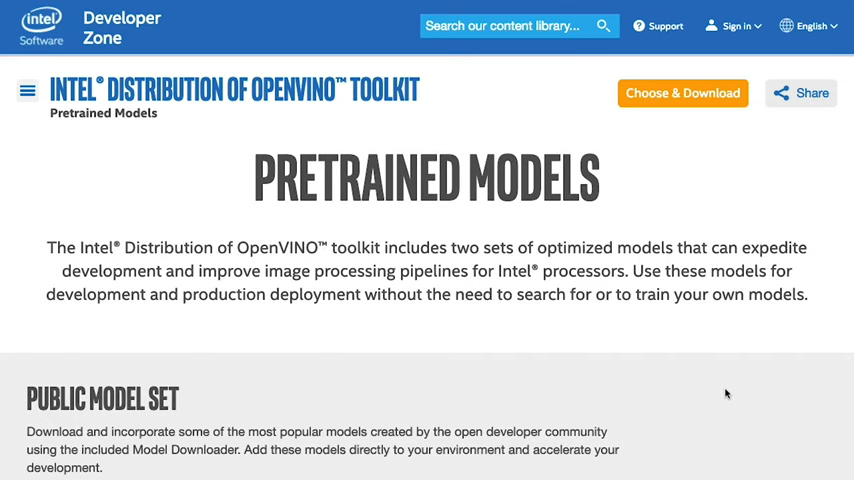 intel
Software
Developer
Zone
Search our content library...
Support
Sign in
English
INTEL® DISTRIBUTION OF OPENVINO™ TOOLKIT
Pretrained Models
Choose & Download
Share
PRETRAINED MODELS
The Intel® Distribution of OpenVINO™ toolkit includes two sets of optimized models that can expedite
development and improve image processing pipelines for Intel® processors. Use these models for
development and production deployment without the need to search for or to train your own models.
PUBLIC MODEL SET
Download and incorporate some of the most popular models created by the open developer community
using the included Model Downloader. Add these models directly to your environment and accelerate your
development.